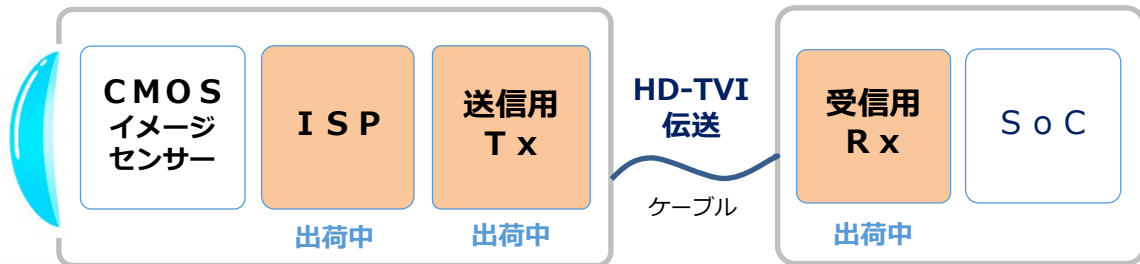 ＣＭＯＳ
イメージ
センサー
ＩＳＰ
出荷中
送信用
Ｔｘ
出荷中
HD-TVI
伝送
ケーブル
受信用
Ｒｘ
出荷中
ＳｏＣ